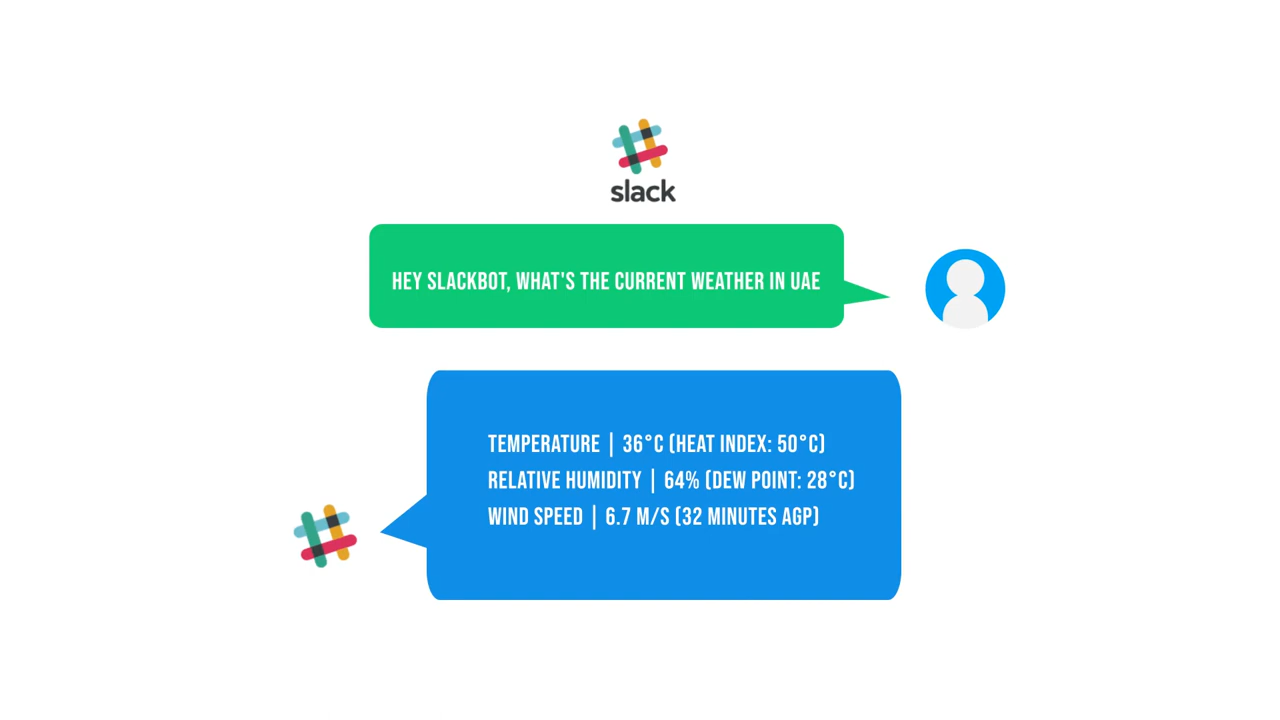 slack
HEY SLACKBOT, WHAT'S THE CURRENT WEATHER IN UAE
TEMPERATURE | 36°C (HEAT INDEX: 50°C)
RELATIVE HUMIDITY | 64% (DEW POINT: 28°C)
WIND SPEED | 6.7 M/S (32 MINUTES AGP)